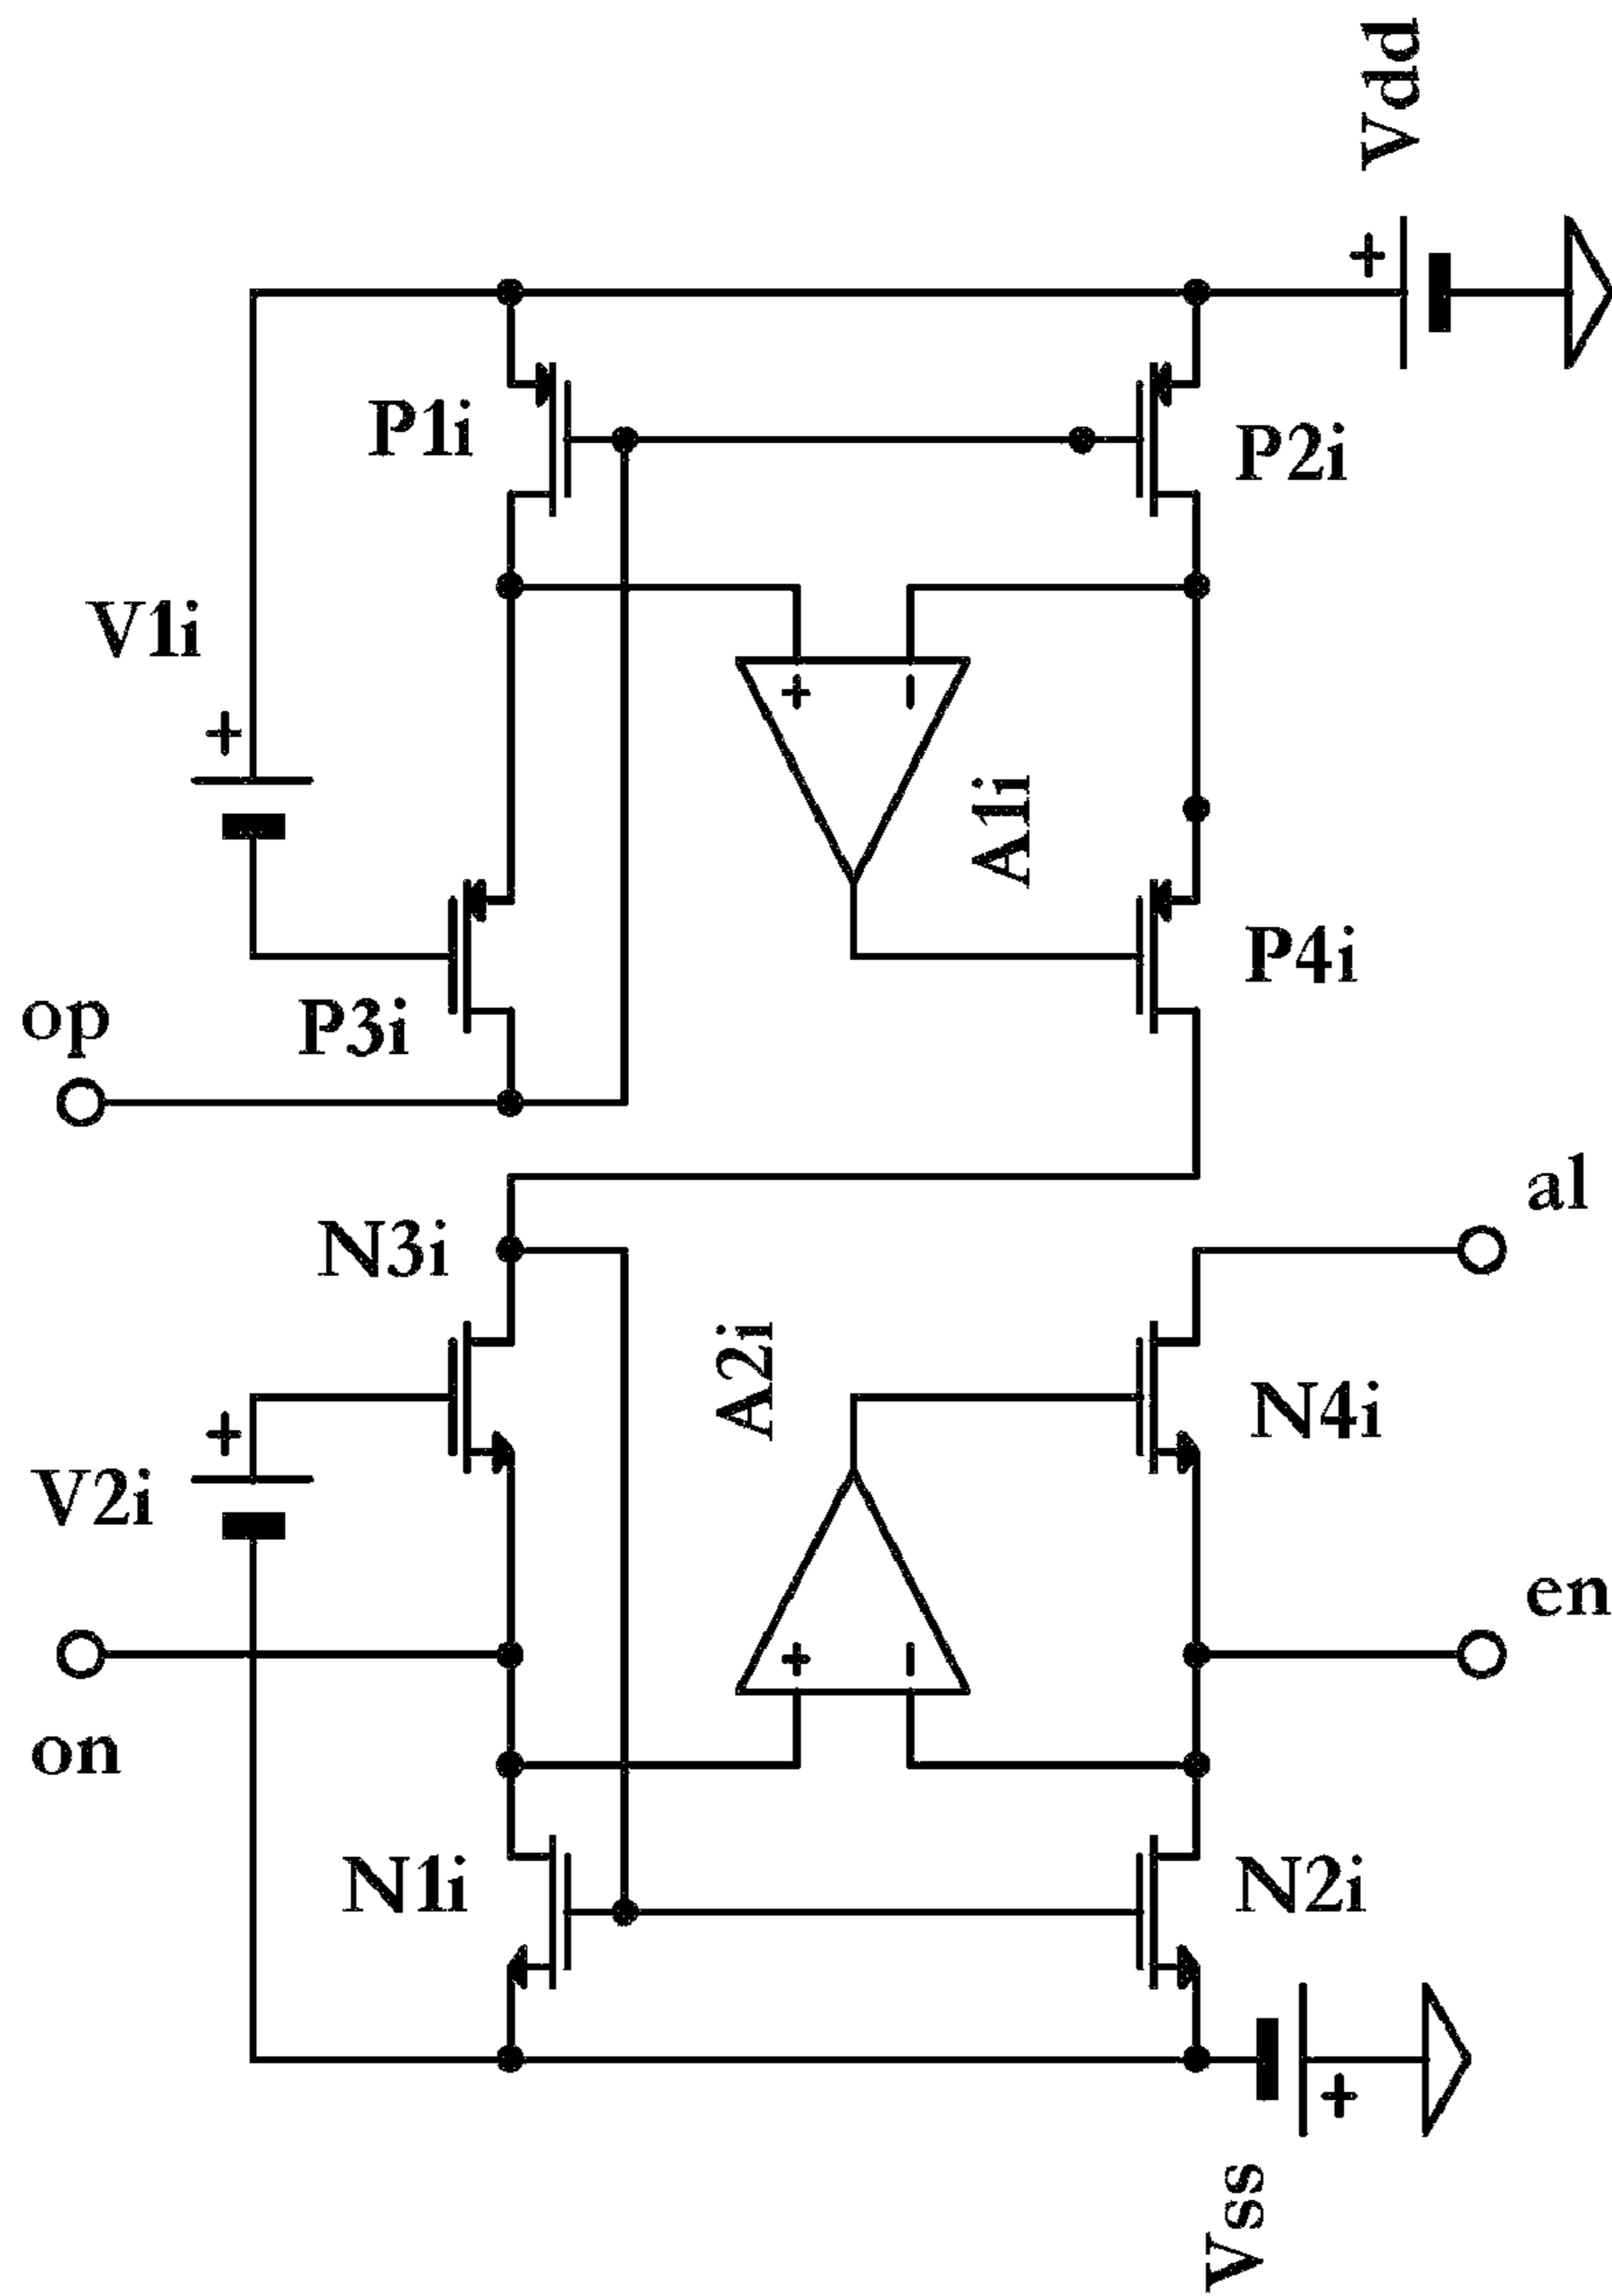 Vdd
+
P1i
P2i
V1i
+
+
−
A1i
P4i
P3i
op
al
N3i
A2i
N4i
+
V2i
en
+
−
on
N1i
N2i
+
Vss